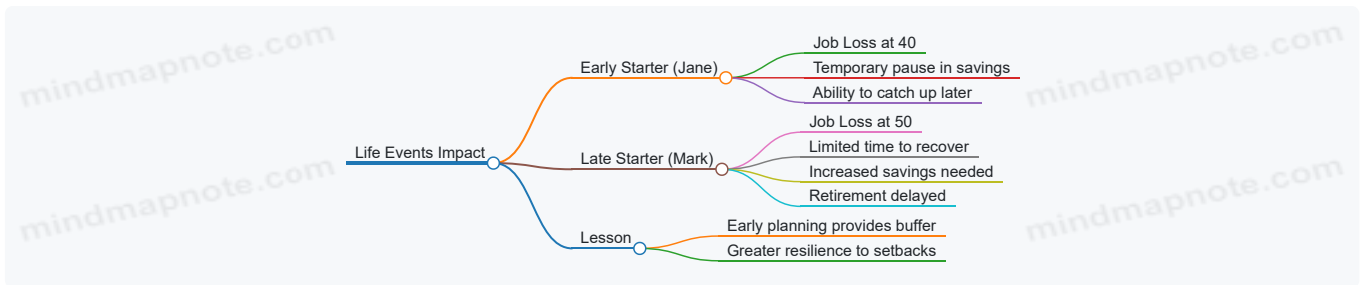 mindmapnote.com
mindmapnote.com
Job Loss at 40
Early Starter (Jane)
Temporary pause in savings
Ability to catch up later
Job Loss at 50
Life Events Impact
Late Starter (Mark)
Limited time to recover
Increased savings needed
Retirement delayed
mindmapnote.com
mindmapnote.com
Early planning provides buffer
Lesson
Greater resilience to setbacks